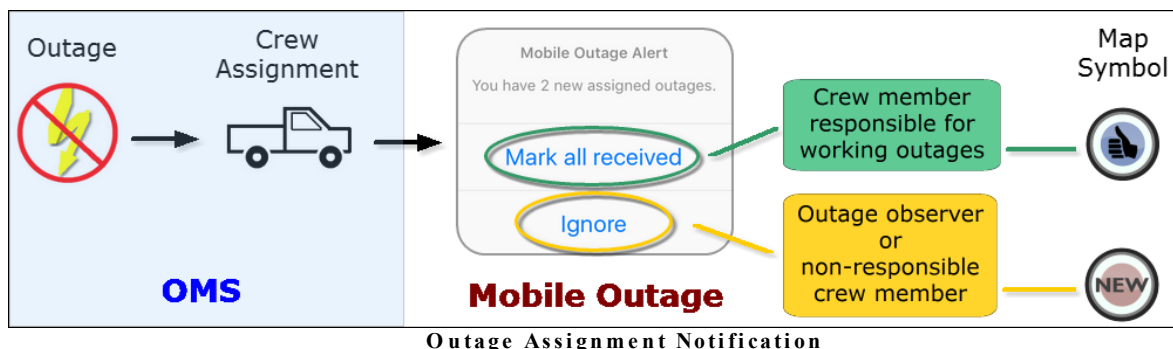 Outage
Crew
Assignment
OMS
Mobile Outage Alert
You have 2 new assigned outages.
Mark all received
Ignore
Mobile Outage
Crew member
responsible for
working outages
Outage observer
or
non-responsible
crew member
Map
Symbol
NEW
Outage Assignment Notification